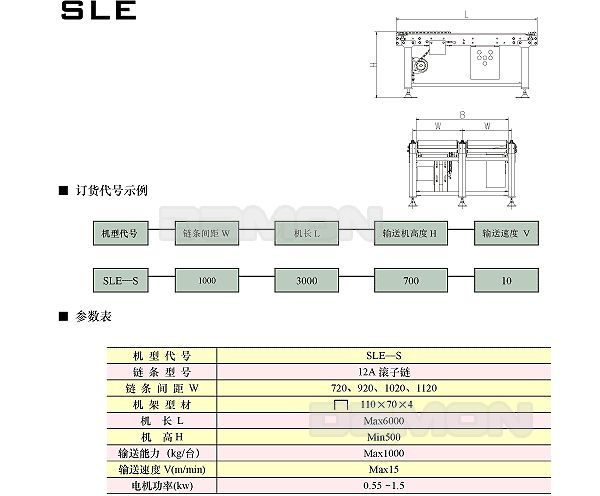 SLE
L
H
B
W W
■ 订货代号示例
机型代号 链条间距 W 机长 L 输送机高度 H 输送速度 V
SLE—S 1000 3000 700 10
■ 参数表
机 型 代 号 SLE—S
链 条 型 号 12A 滚子链
链 条 间 距 W 720、920、1020、1120
机 架 型 材 110×70×4
机 长 L Max6000
机 高 H Min500
输送能力（kg/台） Max1000
输送速度 V(m/min) Max15
电机功率(kw) 0.55 ~1.5